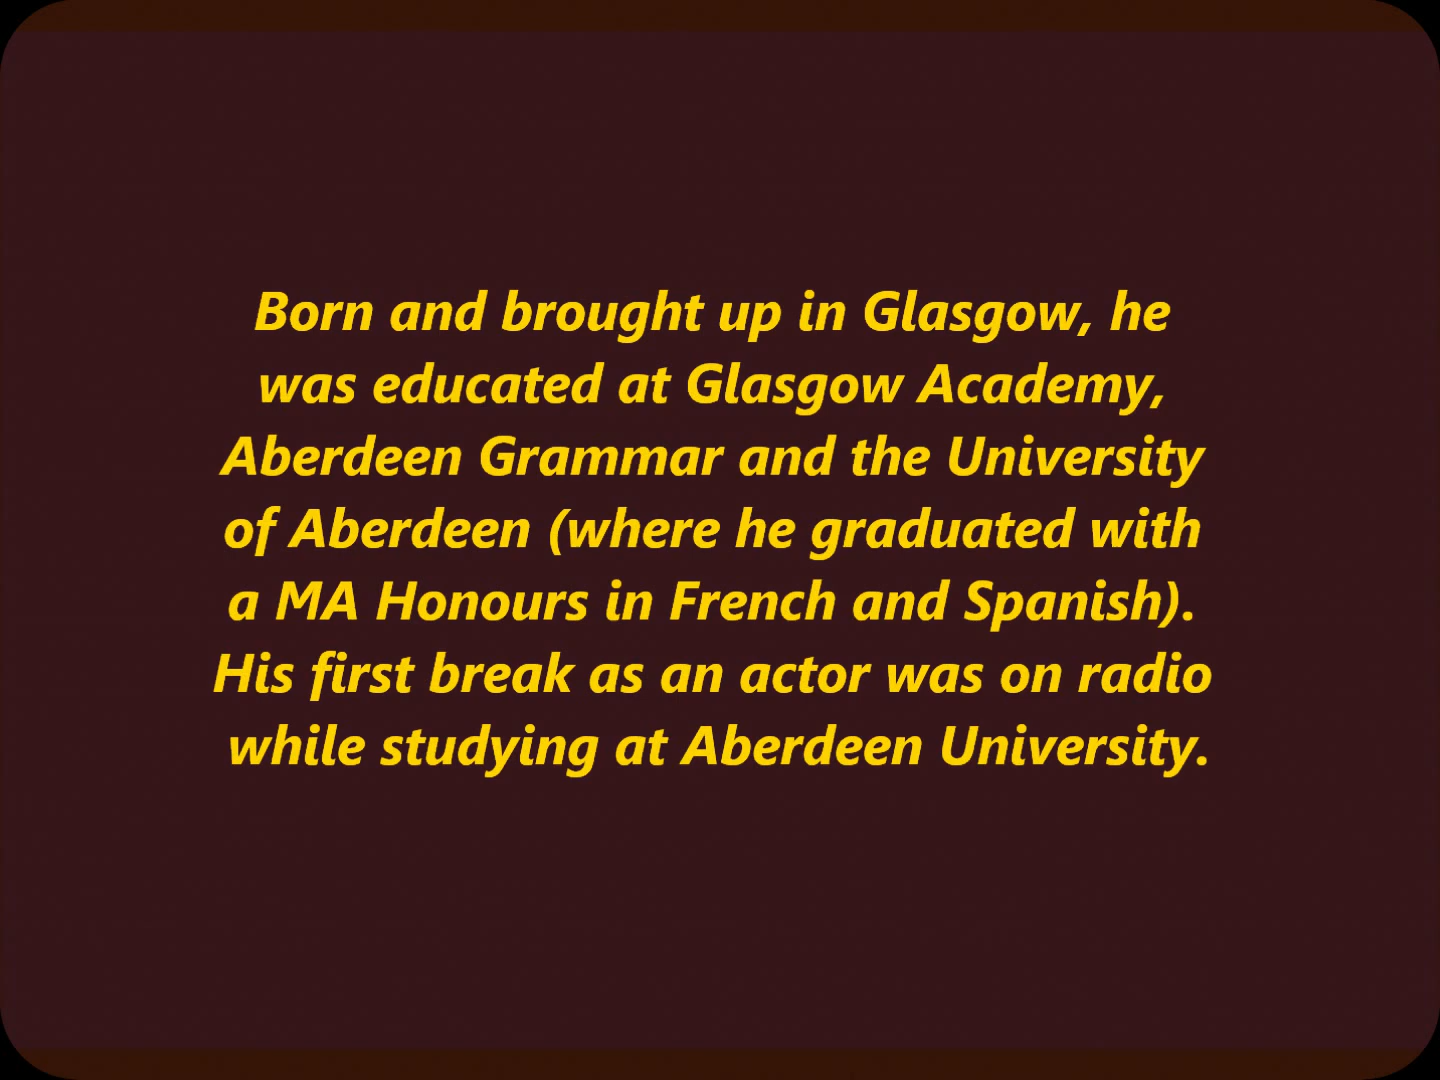 Born and brought up in Glasgow, he
was educated at Glasgow Academy,
Aberdeen Grammar and the University
of Aberdeen (where he graduated with
a MA Honours in French and Spanish).
His first break as an actor was on radio
while studying at Aberdeen University.